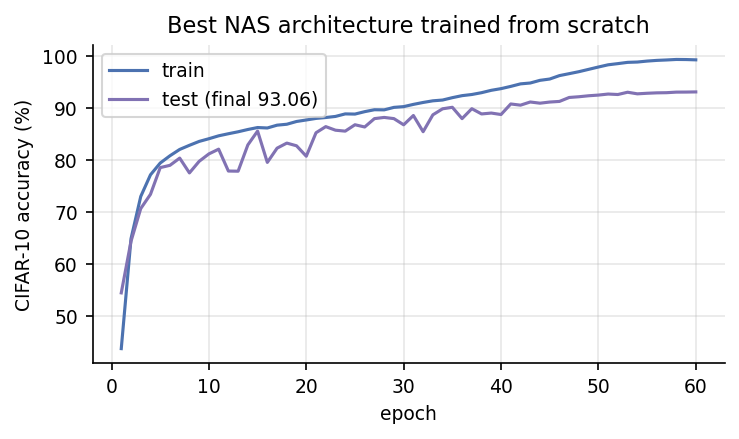 Best NAS architecture trained from scratch
train
test (final 93.06)
CIFAR-10 accuracy (%)
100
90
80
70
60
50
0 10 20 30 40 50 60
epoch